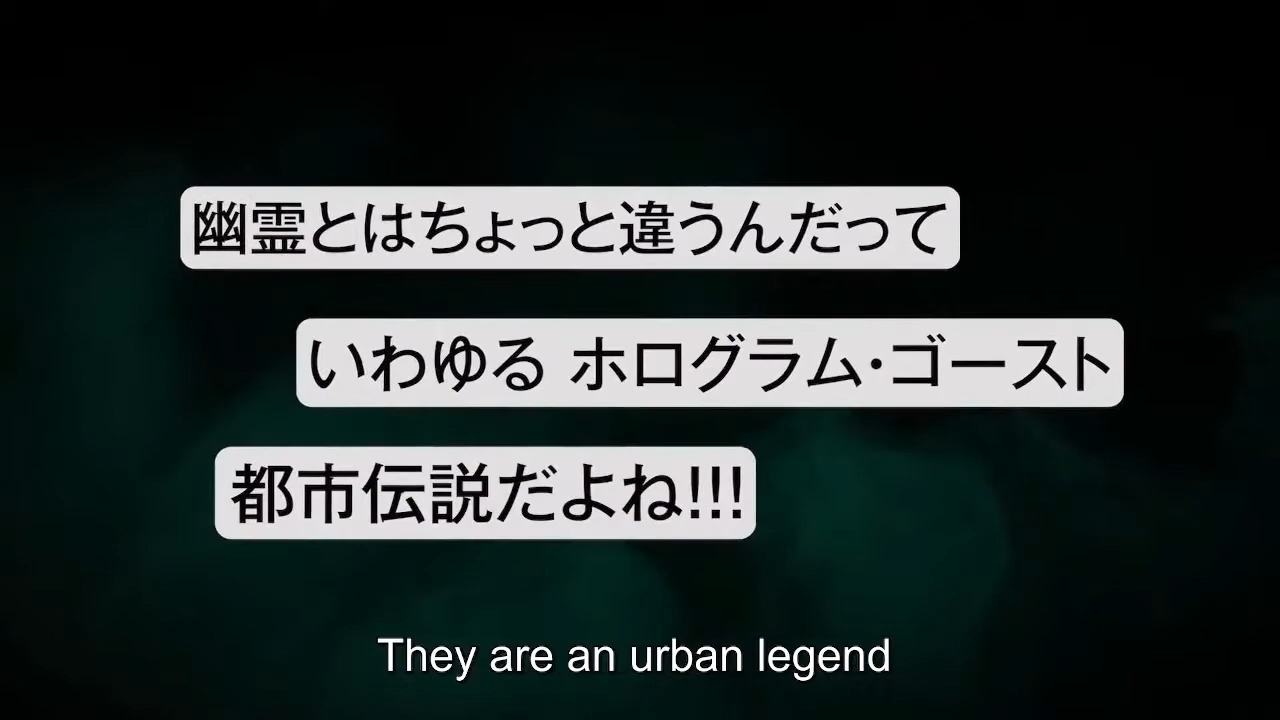 幽霊とはちょっと違うんだって
いわゆる ホログラム・ゴースト
都市伝説だよね!!!
They are an urban legend